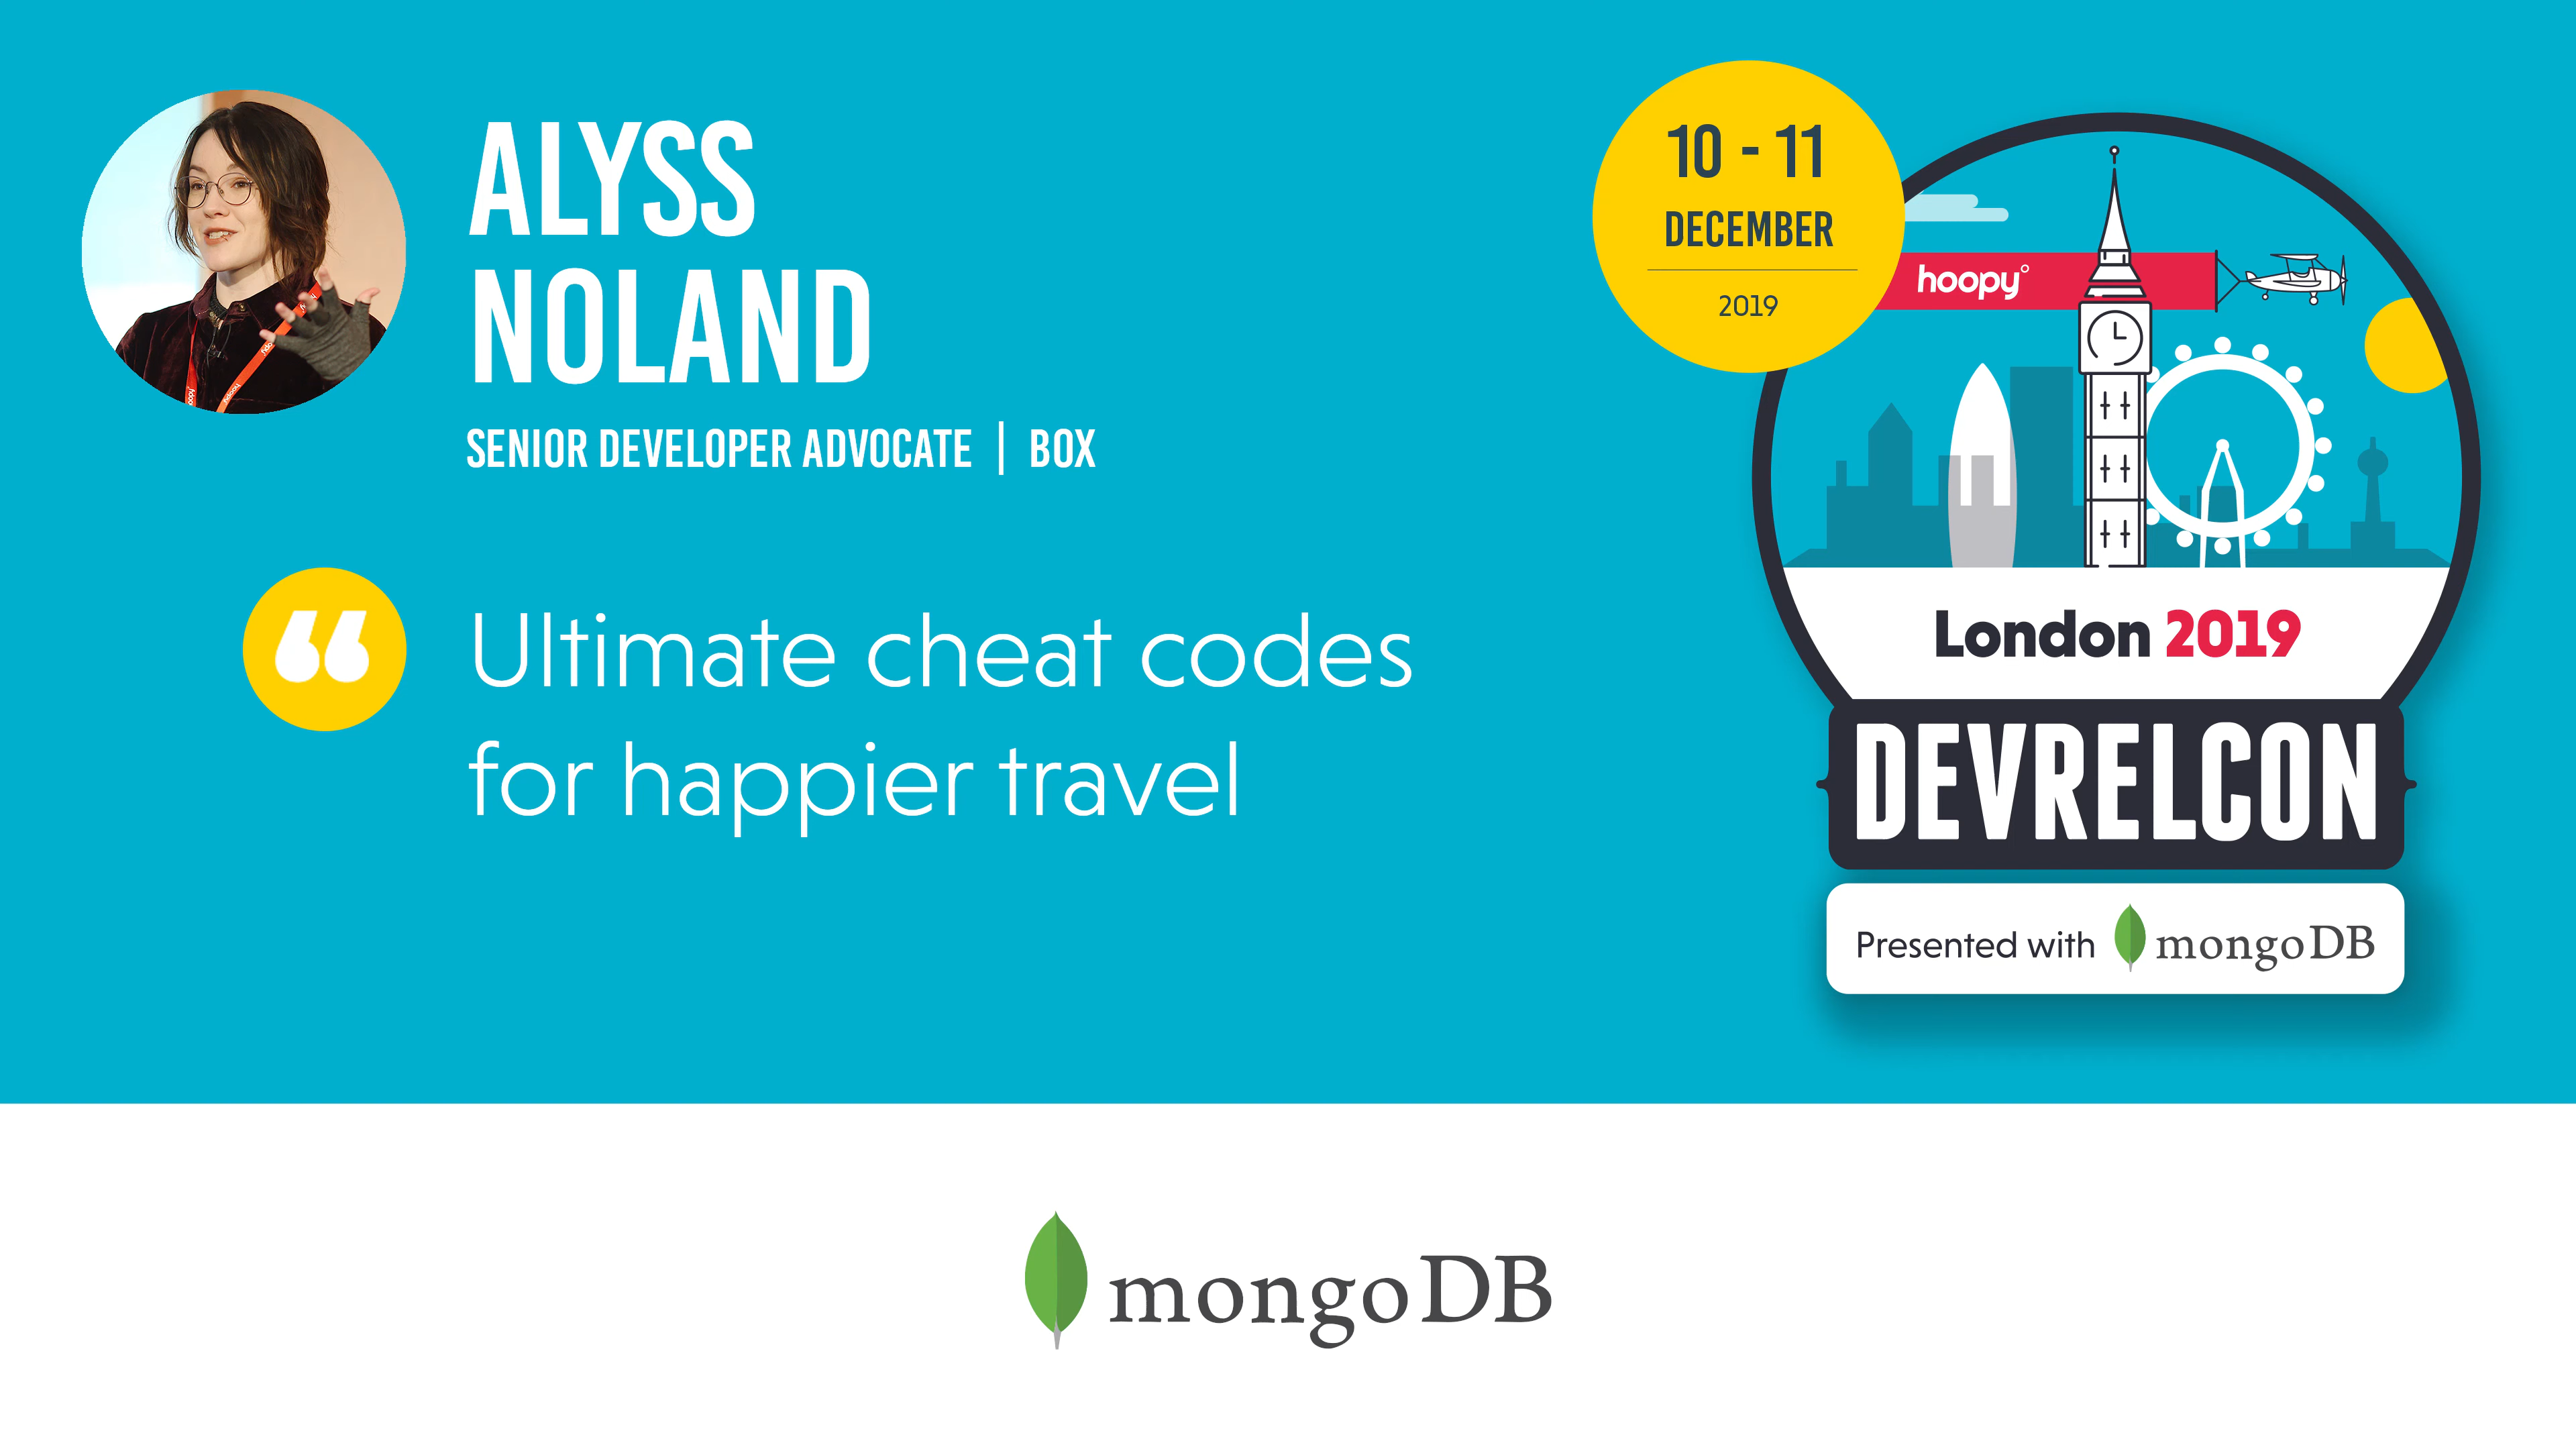 ALYSS
NOLAND
SENIOR DEVELOPER ADVOCATE | BOX
“
Ultimate cheat codes
for happier travel
10 - 11
DECEMBER
2019
hoopy°
London 2019
DEVRELCON
Presented with mongoDB
mongoDB